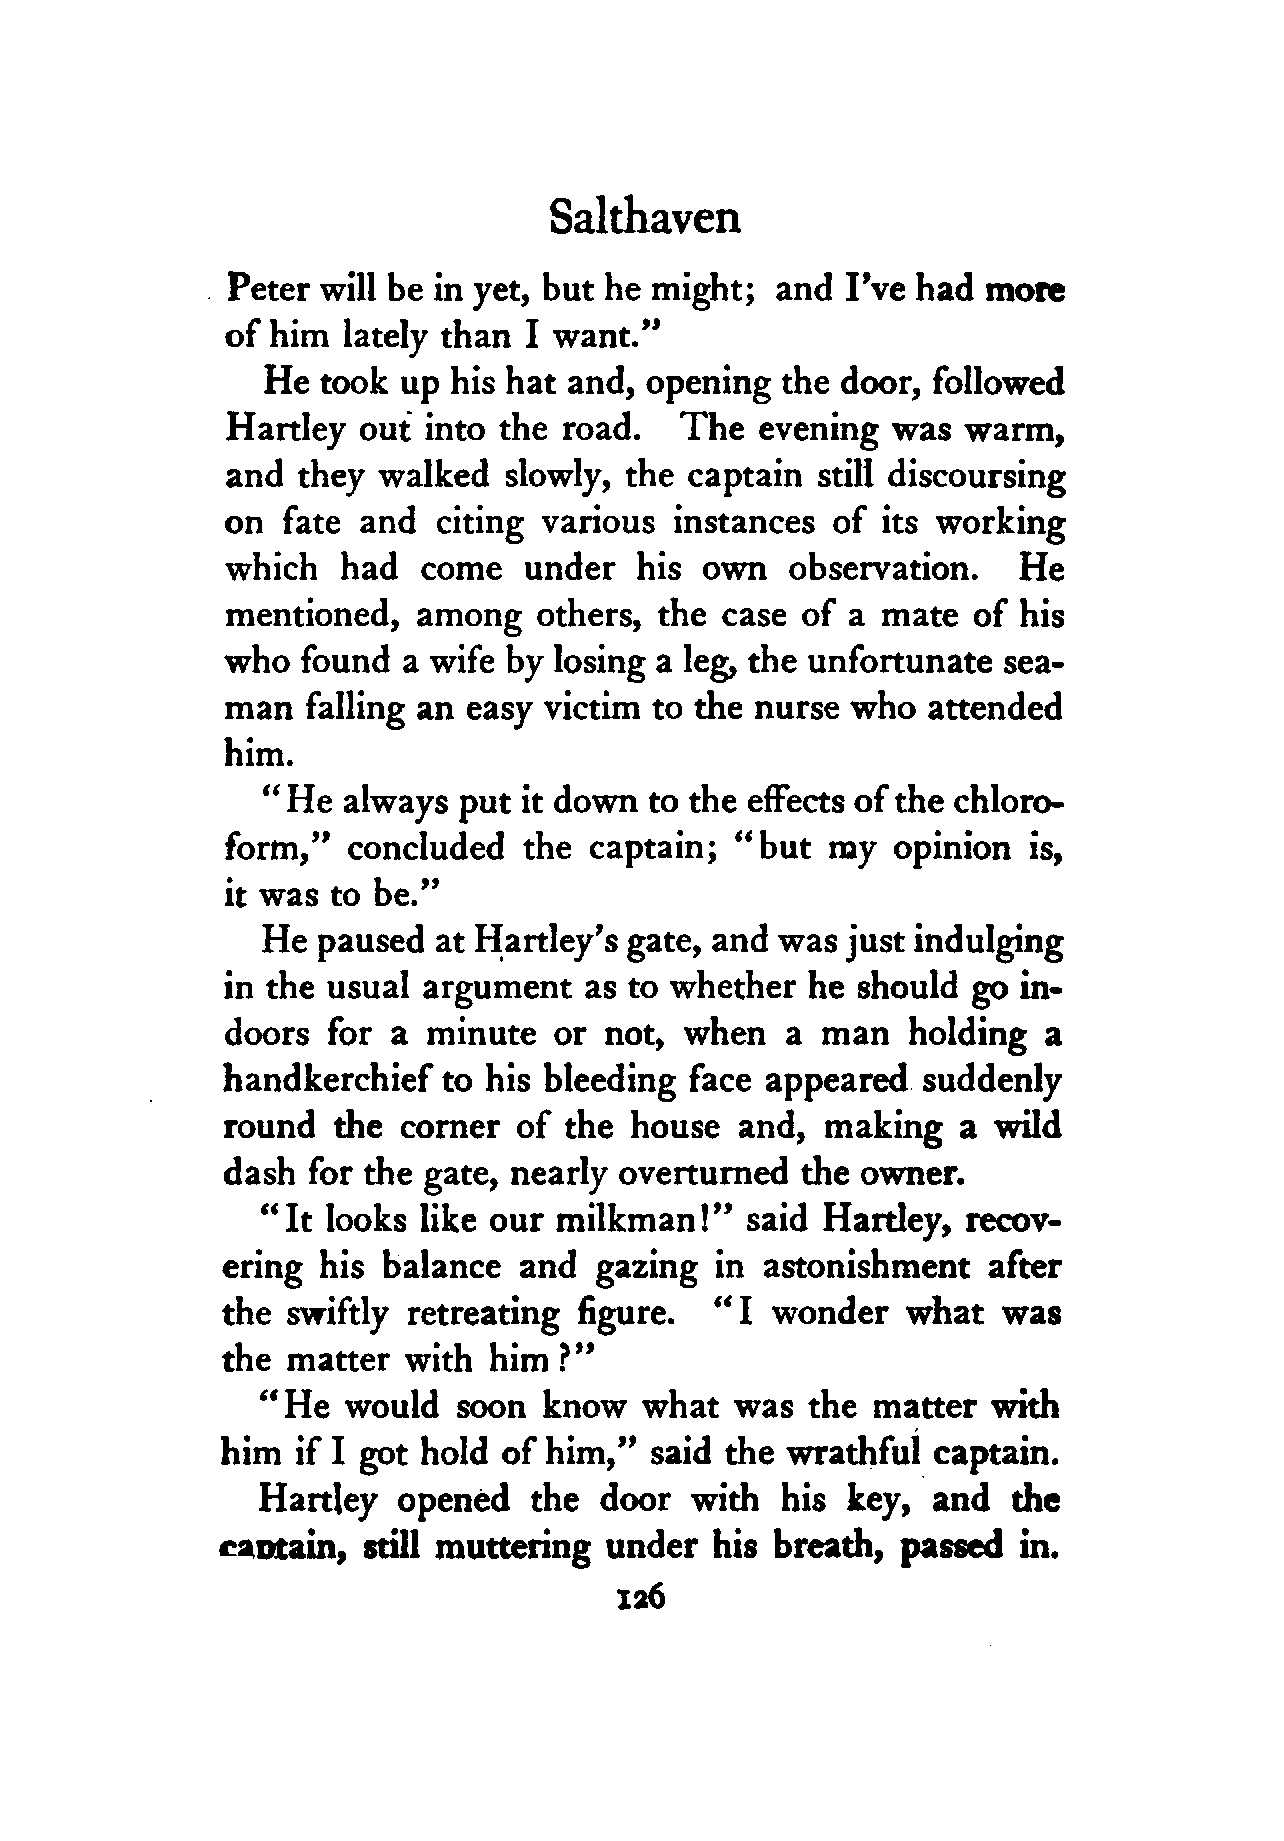 Salthaven
Peter will be in yet, but he might; and I've had more
of him lately than I want."
He took up his hat and, opening the door, followed
Hartley out into the road. The evening was warm,
and they walked slowly, the captain still discoursing
on fate and citing various instances of its working
which had come under his own observation. He
mentioned, among others, the case of a mate of his
who found a wife by losing a leg, the unfortunate sea-
man falling an easy victim to the nurse who attended
him.
"He always put it down to the effects of the chloro-
form," concluded the captain; "but my opinion is,
it was to be."
He paused at Hartley's gate, and was just indulging
in the usual argument as to whether he should go in-
doors for a minute or not, when a man holding a
handkerchief to his bleeding face appeared suddenly
round the corner of the house and, making a wild
dash for the gate, nearly overturned the owner.
"It looks like our milkman!" said Hartley, recov-
ering his balance and gazing in astonishment after
the swiftly retreating figure. "I wonder what was
the matter with him?"
"He would soon know what was the matter with
him if I got hold of him," said the wrathful captain.
Hartley opened the door with his key, and the
captain, still muttering under his breath, passed in.
126